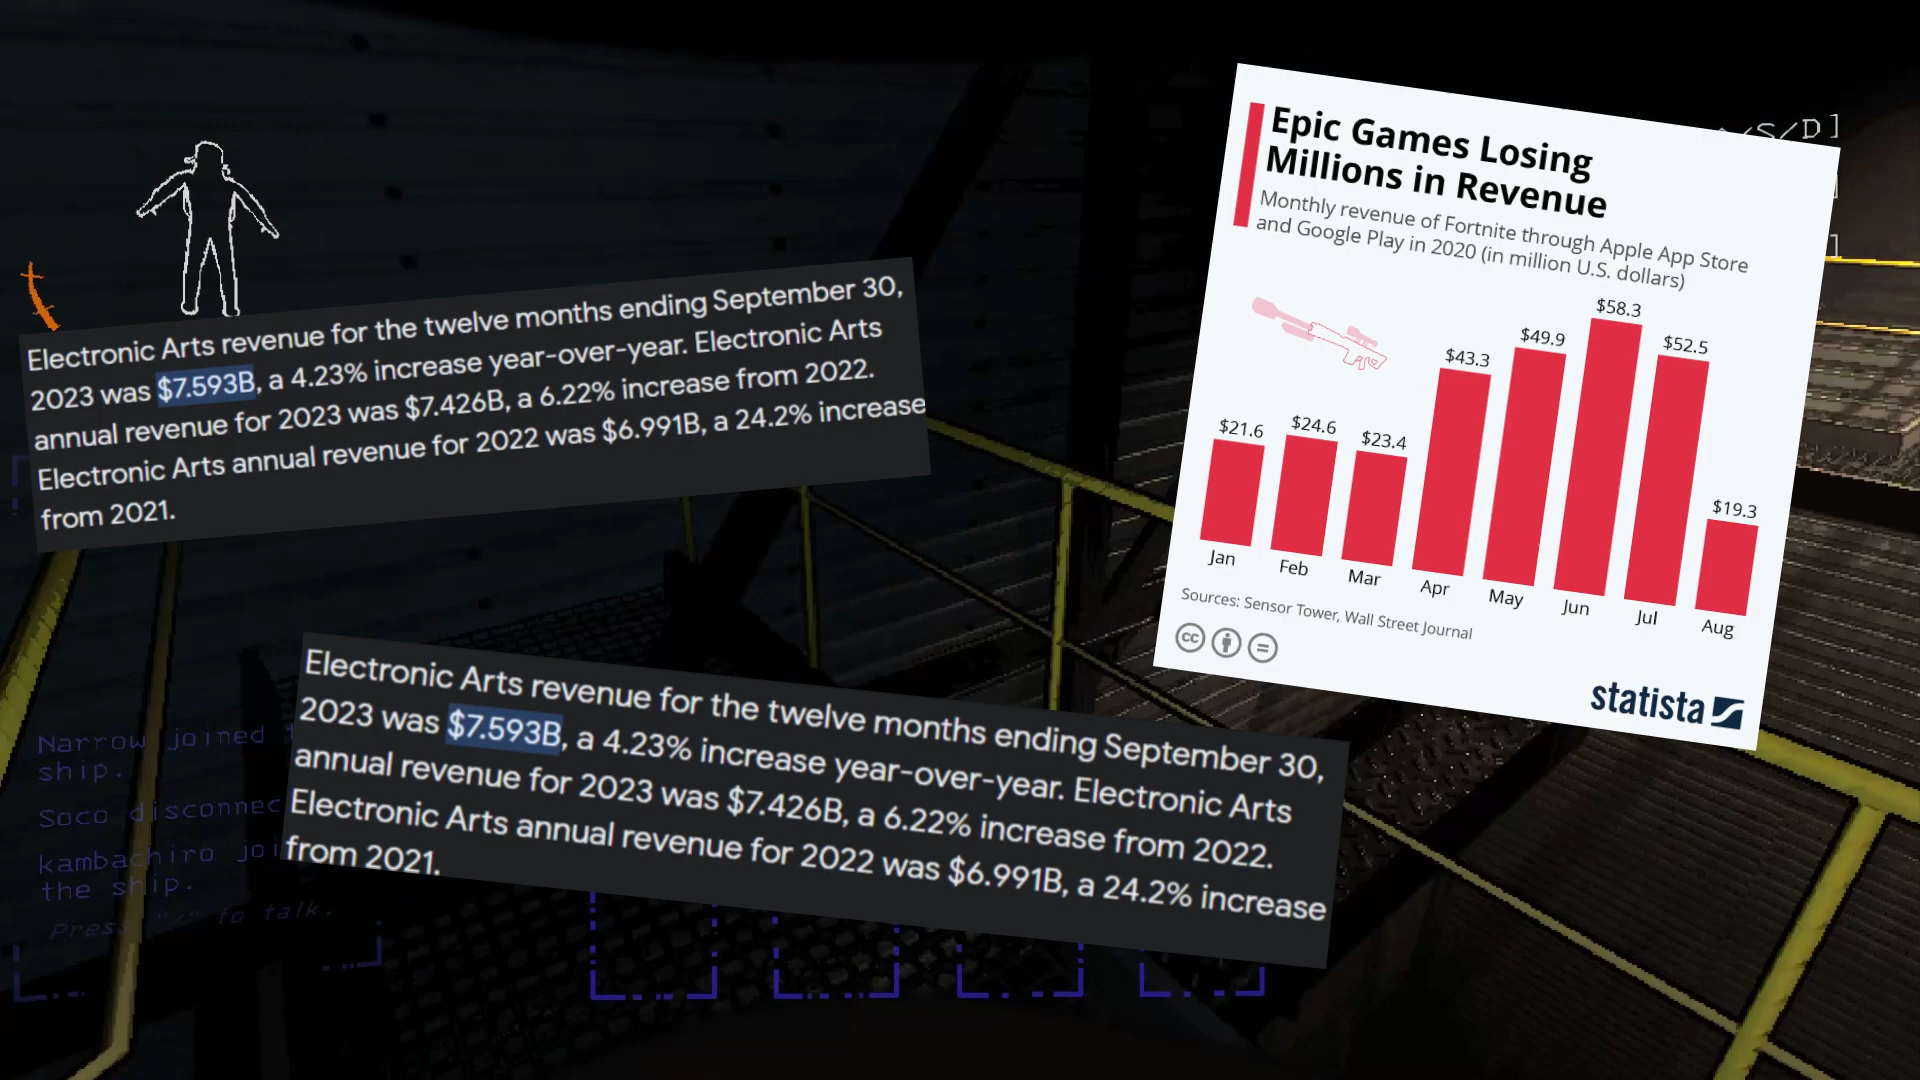 Electronic Arts revenue for the twelve months ending September 30,
2023 was $7.593B, a 4.23% increase year-over-year. Electronic Arts
annual revenue for 2023 was $7.426B, a 6.22% increase from 2022.
Electronic Arts annual revenue for 2022 was $6.991B, a 24.2% increase
from 2021.
/S/D]
]
Epic Games Losing
Millions in Revenue
Monthly revenue of Fortnite through Apple App Store
and Google Play in 2020 (in million U.S. dollars)
$21.6
$24.6
$23.4
$43.3
$49.9
$58.3
$52.5
$19.3
Jan
Feb
Mar
Apr
May
Jun
Jul
Aug
Sources: Sensor Tower, Wall Street Journal
cc
statista
Electronic Arts revenue for the twelve months ending September 30,
2023 was $7.593B, a 4.23% increase year-over-year. Electronic Arts
annual revenue for 2023 was $7.426B, a 6.22% increase from 2022.
Electronic Arts annual revenue for 2022 was $6.991B, a 24.2% increase
from 2021.
Narrow joined
ship.
Soco disconnec
kambachiro joi
the ship.
Press "/" to talk.